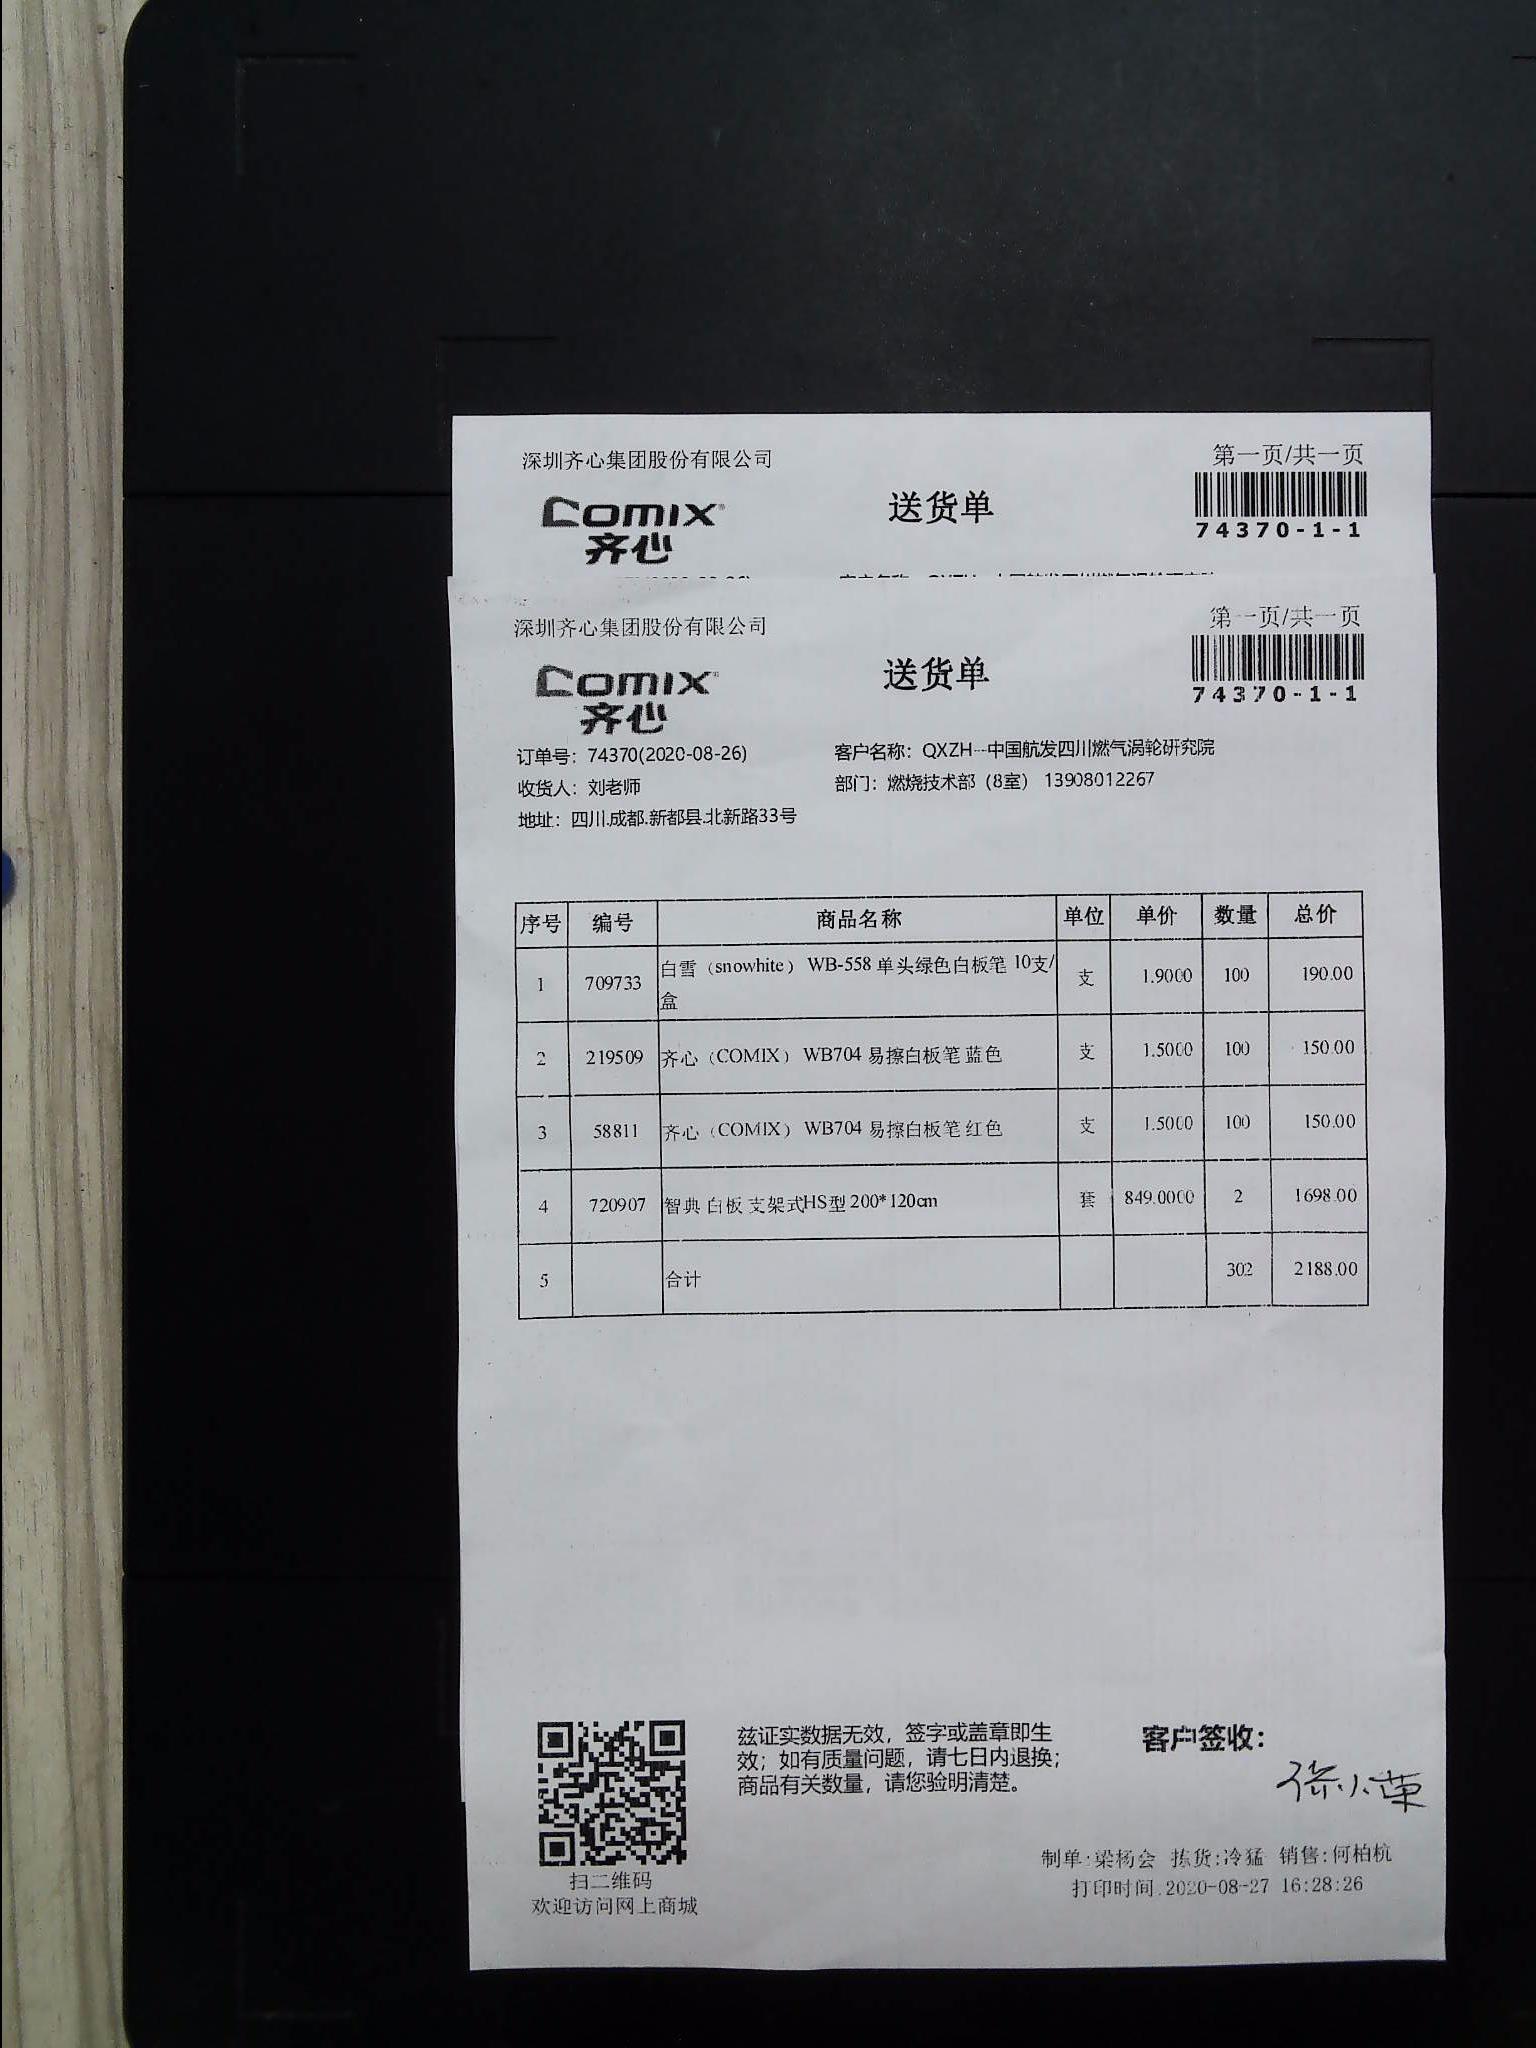 深圳齐心集团股份有限公司
第一页/共一页
COMIX
齐心
送货单
74370-1-1
深圳齐心集团股份有限公司
第一页/共一页
COMIX
齐心
送货单
74370-1-1
订单号：74370(2020-08-26) 客户名称：QXZH---中国航发四川燃气涡轮研究院
收货人：刘老师 部门：燃烧技术部（8室） 13908012267
地址：四川.成都.新都县.北新路33号
序号 编号 商品名称 单位 单价 数量 总价
1 709733 白雪（snowhite） WB-558 单头绿色白板笔 10支/盒 支 1.9000 100 190.00
2 219509 齐心（COMIX） WB704 易擦白板笔 蓝色 支 1.5000 100 150.00
3 58811 齐心（COMIX） WB704 易擦白板笔 红色 支 1.5000 100 150.00
4 720907 智典 白板 支架式HS型 200*120cm 套 849.0000 2 1698.00
5 合计 302 2188.00
兹证实数据无效，签字或盖章即生
效；如有质量问题，请七日内退换；
商品有关数量，请您验明清楚。
客户签收：
扫二维码
欢迎访问网上商城
制单:梁杨会 拣货:冷猛 销售:何柏杭
打印时间:2020-08-27 16:28:26